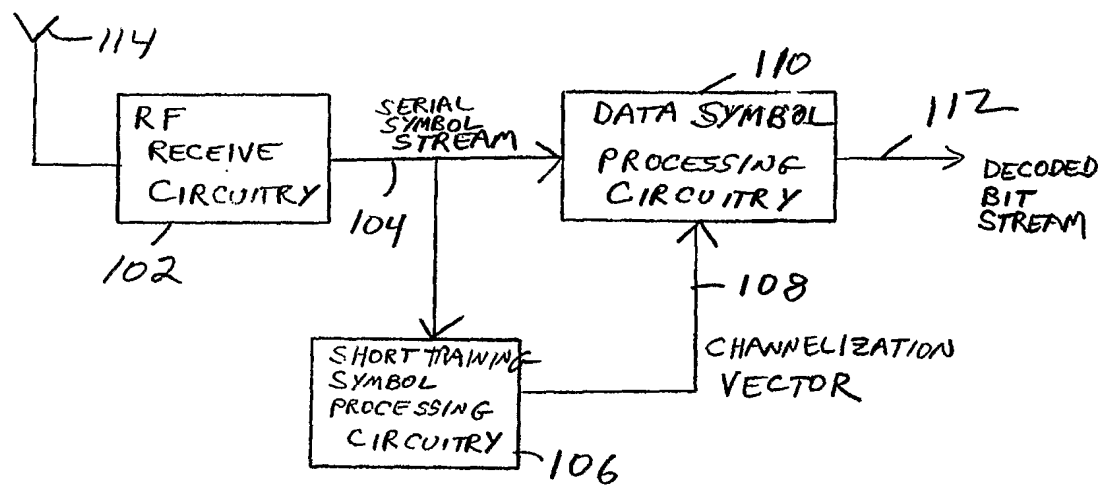 114
RF
RECEIVE
CIRCUITRY
102
SERIAL
SYMBOL
STREAM
104
110
DATA SYMBOL
PROCESSING
CIRCUITRY
112
DECODED
BIT
STREAM
108
CHANNELIZATION
VECTOR
SHORT TRAINING
SYMBOL
PROCESSING
CIRCUITRY
106